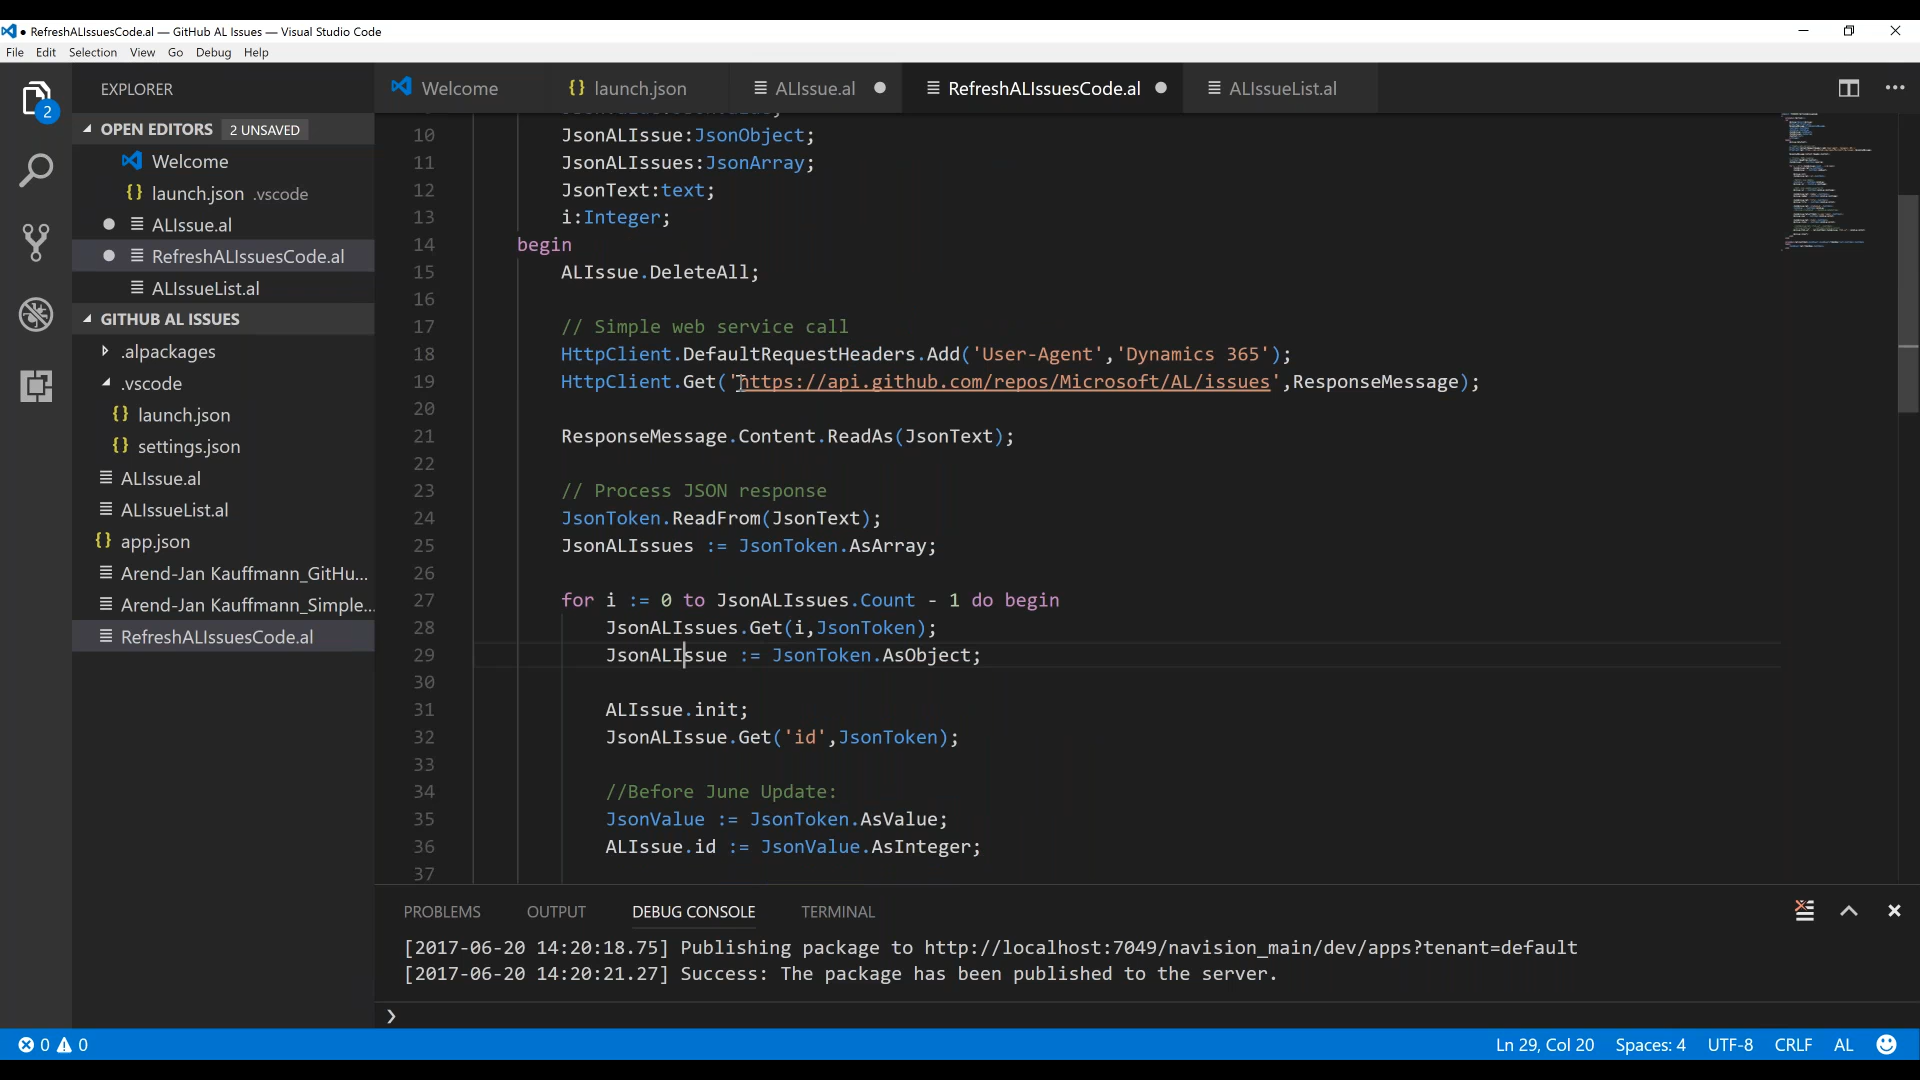 ● RefreshALIssuesCode.al — GitHub AL Issues — Visual Studio Code
File Edit Selection View Go Debug Help
2
EXPLORER
OPEN EDITORS 2 UNSAVED
Welcome
launch.json .vscode
ALIssue.al
RefreshALIssuesCode.al
ALIssueList.al
GITHUB AL ISSUES
.alpackages
.vscode
launch.json
settings.json
ALIssue.al
ALIssueList.al
app.json
Arend-Jan Kauffmann_GitHu...
Arend-Jan Kauffmann_Simple...
RefreshALIssuesCode.al
Welcome {} launch.json ALIssue.al RefreshALIssuesCode.al ALIssueList.al
10 JsonALIssue:JsonObject;
11 JsonALIssues:JsonArray;
12 JsonText:text;
13 i:Integer;
14 begin
15 ALIssue.DeleteAll;
16
17 // Simple web service call
18 HttpClient.DefaultRequestHeaders.Add('User-Agent','Dynamics 365');
19 HttpClient.Get('https://api.github.com/repos/Microsoft/AL/issues',ResponseMessage);
20
21 ResponseMessage.Content.ReadAs(JsonText);
22
23 // Process JSON response
24 JsonToken.ReadFrom(JsonText);
25 JsonALIssues := JsonToken.AsArray;
26
27 for i := 0 to JsonALIssues.Count - 1 do begin
28 JsonALIssues.Get(i,JsonToken);
29 JsonALIssue := JsonToken.AsObject;
30
31 ALIssue.init;
32 JsonALIssue.Get('id',JsonToken);
33
34 //Before June Update:
35 JsonValue := JsonToken.AsValue;
36 ALIssue.id := JsonValue.AsInteger;
37
PROBLEMS OUTPUT DEBUG CONSOLE TERMINAL
[2017-06-20 14:20:18.75] Publishing package to http://localhost:7049/navision_main/dev/apps?tenant=default
[2017-06-20 14:20:21.27] Success: The package has been published to the server.
0 0 Ln 29, Col 20 Spaces: 4 UTF-8 CRLF AL